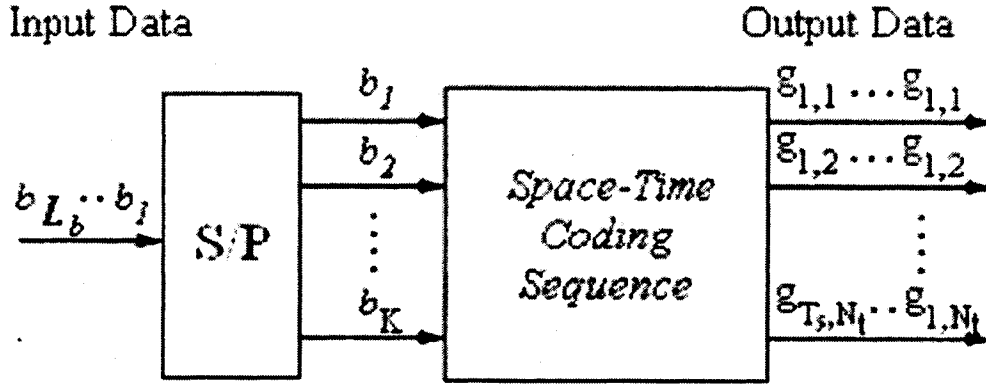 Input Data
Output Data
b_1
g_{1,1} ... g_{1,1}
b_2
g_{1,2} ... g_{1,2}
b_{L_b} .. b_1
S/P
Space-Time
Coding
Sequence
b_K
g_{T_s,N_t} .. g_{1,N_t}